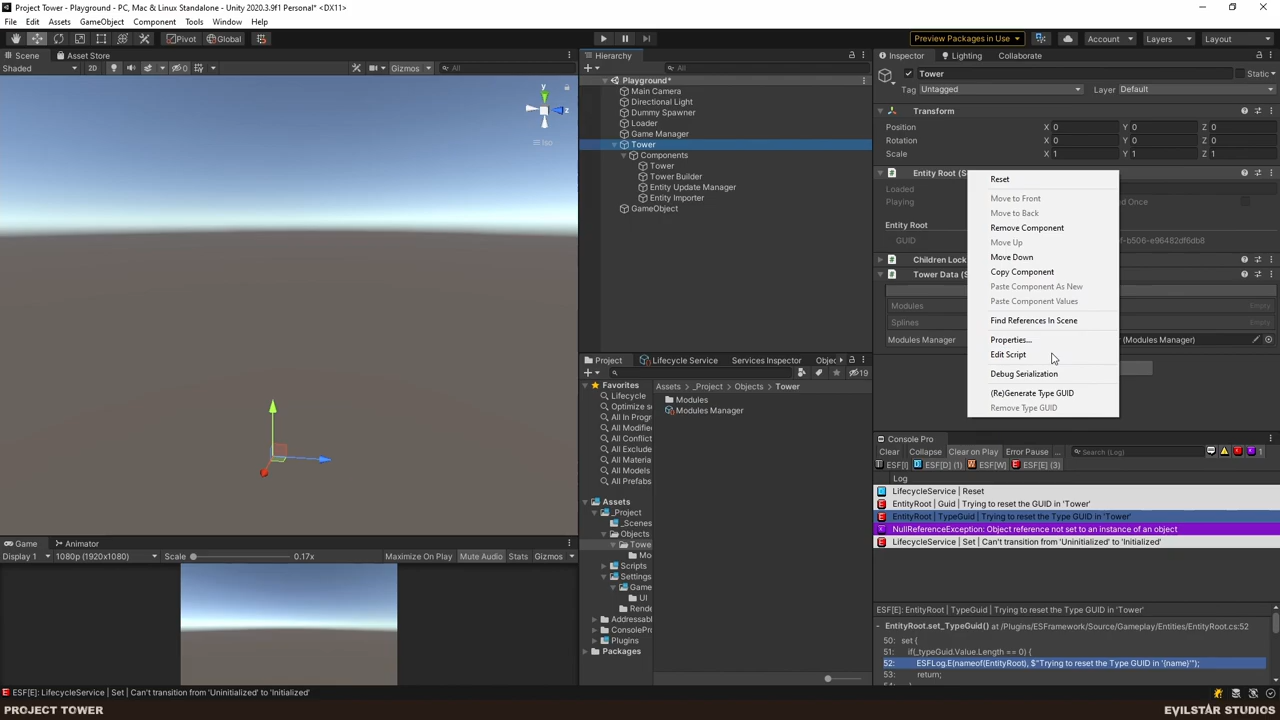 Project Tower - Playground - PC, Mac & Linux Standalone - Unity 2020.3.9f1 Personal* <DX11>
File Edit Assets GameObject Component Tools Window Help
Pivot Global Preview Packages in Use Account Layers Layout
Scene Asset Store
Shaded 2D 0 Gizmos All
y
z
Iso
Hierarchy
All
Playground*
Main Camera
Directional Light
Dummy Spawner
Loader
Game Manager
Tower
Components
Tower
Tower Builder
Entity Update Manager
Entity Importer
GameObject
Inspector Lighting Collaborate
Tower Static
Tag Untagged Layer Default
Transform
Position X 0 Y 0 Z 0
Rotation X 0 Y 0 Z 0
Scale X 1 Y 1 Z 1
Entity Root (S
Loaded
Playing
Entity Root
GUID f-b506-e96482df6db8
Children Lock
Tower Data (S
Modules Empty
Splines Empty
Modules Manager (Modules Manager)
Reset
Move to Front
Move to Back
Remove Component
Move Up
Move Down
Copy Component
Paste Component As New
Paste Component Values
Find References In Scene
Properties...
Edit Script
Debug Serialization
(Re)Generate Type GUID
Remove Type GUID
Project Lifecycle Service Services Inspector Objec
19
Favorites
Lifecycle
Optimize s
All In Prog
All Modifie
All Conflict
All Exclude
All Materia
All Models
All Prefabs
Assets
_Project
_Scenes
Objects
Towe
Mo
Scripts
Settings
Game
UI
Rende
Addressab
ConsolePro
Plugins
Packages
Assets > _Project > Objects > Tower
Modules
Modules Manager
Console Pro
Clear Collapse Clear on Play Error Pause ... Search (Log) 1
ESF[I] ESF[D] (1) ESF[W] ESF[E] (3)
Log
LifecycleService | Reset
EntityRoot | Guid | Trying to reset the GUID in 'Tower'
EntityRoot | TypeGuid | Trying to reset the Type GUID in 'Tower'
NullReferenceException: Object reference not set to an instance of an object
LifecycleService | Set | Can't transition from 'Uninitialized' to 'Initialized'
ESF[E]: EntityRoot | TypeGuid | Trying to reset the Type GUID in 'Tower'
- EntityRoot.set_TypeGuid() at /Plugins/ESFramework/Source/Gameplay/Entities/EntityRoot.cs:52
50: set {
51: if(_typeGuid.Value.Length == 0) {
52: ESFLog.E(nameof(EntityRoot), $"Trying to reset the Type GUID in '{name}'");
53: return;
Game Animator
Display 1 1080p (1920x1080) Scale 0.17x Maximize On Play Mute Audio Stats Gizmos
ESF[E]: LifecycleService | Set | Can't transition from 'Uninitialized' to 'Initialized'
PROJECT TOWER
EVILSTAR STUDIOS